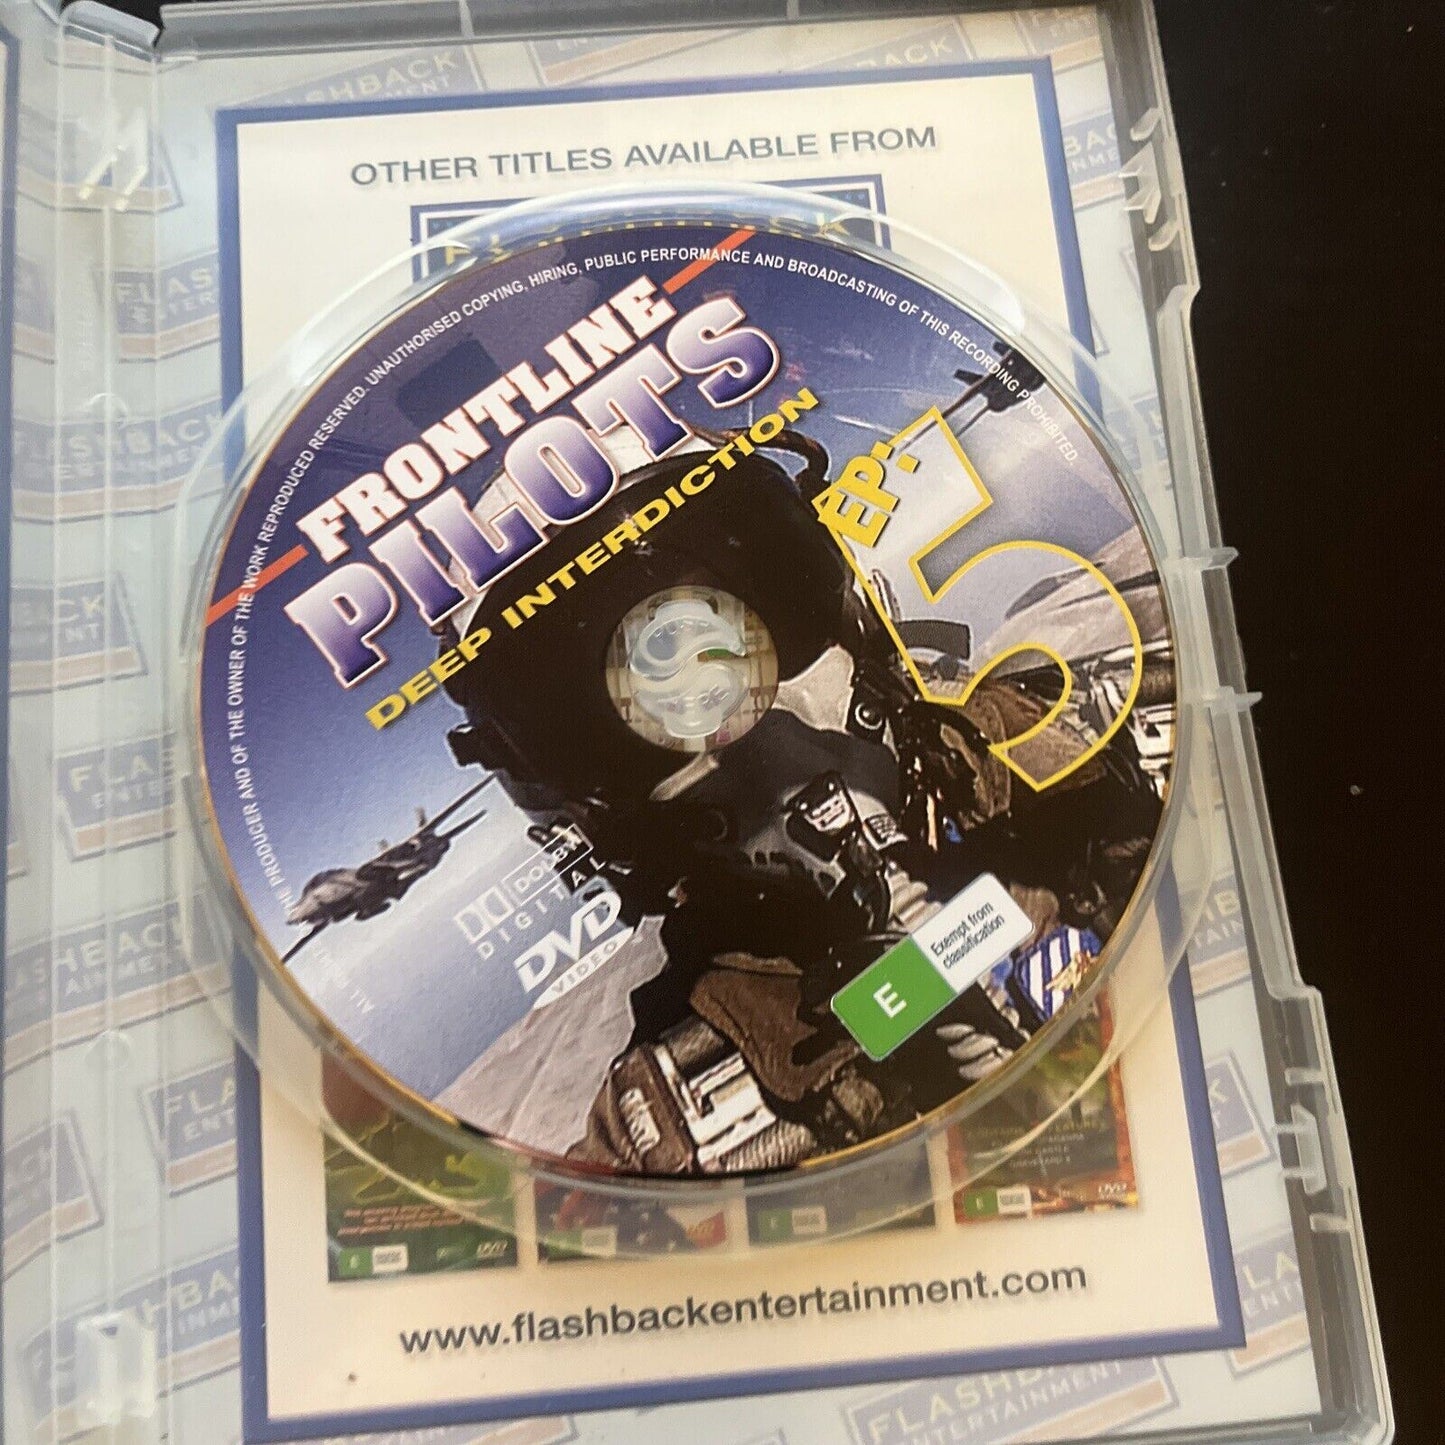 OTHER TITLES AVAILABLE FROM
THE PRODUCER AND OF THE OWNER OF THE WORK REPRODUCED RESERVED. UNAUTHORISED COPYING, HIRING, PUBLIC PERFORMANCE AND BROADCASTING OF THIS RECORDING PROHIBITED.
FRONTLINE
PILOTS
DEEP INTERDICTION
EP:
5
DOLBY
DIGITAL
DVD
VIDEO
E
Exempt from
classification
www.flashbackentertainment.com
FLASHBACK
ENTERTAINMENT